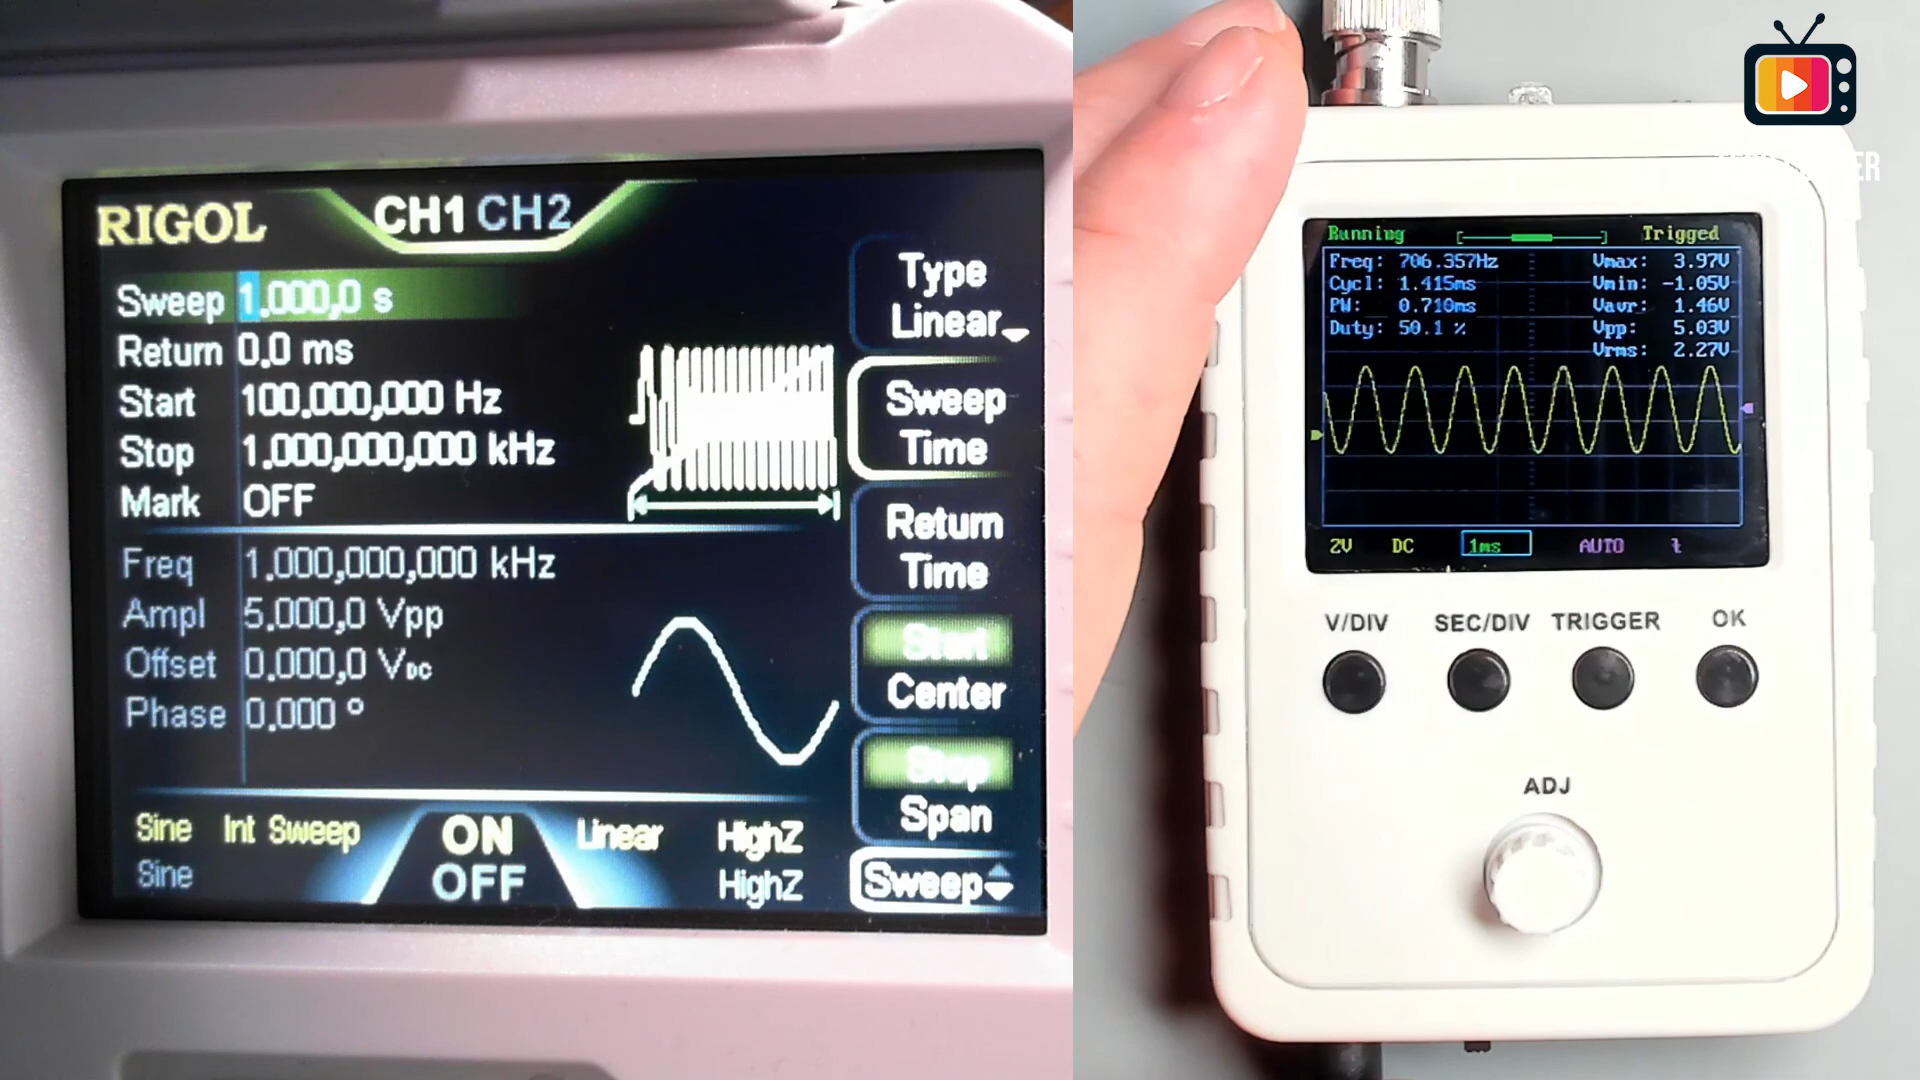 RIGOL
CH1 CH2
Sweep 1.000,0 s
Return 0.0 ms
Start 100.000,000 Hz
Stop 1.000,000,000 kHz
Mark OFF
Freq 1.000,000,000 kHz
Ampl 5.000,0 Vpp
Offset 0.000,0 VDC
Phase 0.000 °
Sine Int Sweep ON Linear HighZ
Sine OFF HighZ
Type
Linear
Sweep
Time
Return
Time
Start
Center
Stop
Span
Sweep
Running Trigged
Freq: 706.357Hz Vmax: 3.97V
Cycl: 1.415ms Vmin: -1.05V
PW: 0.710ms Vavr: 1.46V
Duty: 50.1 % Vpp: 5.03V
Vrms: 2.27V
2V DC 1ms AUTO
V/DIV SEC/DIV TRIGGER OK
ADJ